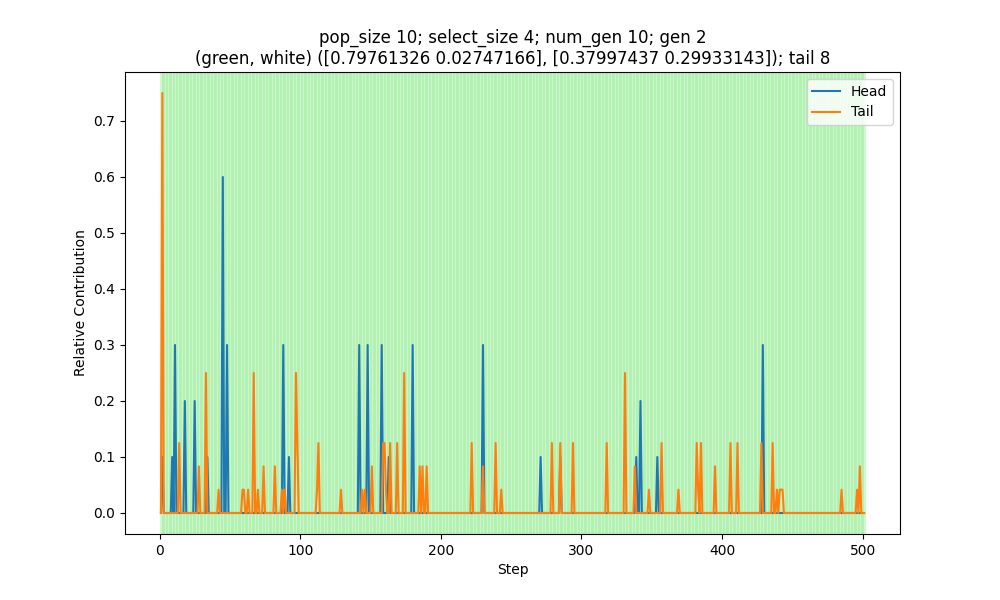 pop_size 10; select_size 4; num_gen 10; gen 2
(green, white) ([0.79761326 0.02747166], [0.37997437 0.29933143]); tail 8
Head
Tail
0.7
0.6
0.5
0.4
0.3
0.2
0.1
0.0
Relative Contribution
0
100
200
300
400
500
Step